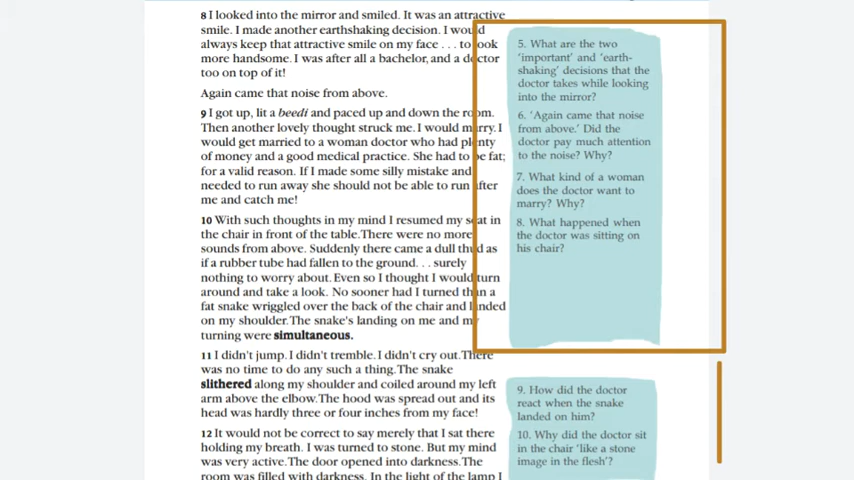 8 I looked into the mirror and smiled. It was an attractive
smile. I made another earthshaking decision. I would
always keep that attractive smile on my face . . . to look
more handsome. I was after all a bachelor, and a doctor
too on top of it!
Again came that noise from above.
9 I got up, lit a beedi and paced up and down the room.
Then another lovely thought struck me. I would marry. I
would get married to a woman doctor who had plenty
of money and a good medical practice. She had to be fat;
for a valid reason. If I made some silly mistake and
needed to run away she should not be able to run after
me and catch me!
10 With such thoughts in my mind I resumed my seat in
the chair in front of the table. There were no more
sounds from above. Suddenly there came a dull thud as
if a rubber tube had fallen to the ground. . . surely
nothing to worry about. Even so I thought I would turn
around and take a look. No sooner had I turned than a
fat snake wriggled over the back of the chair and landed
on my shoulder. The snake's landing on me and my
turning were simultaneous.
11 I didn't jump. I didn't tremble. I didn't cry out. There
was no time to do any such a thing. The snake
slithered along my shoulder and coiled around my left
arm above the elbow. The hood was spread out and its
head was hardly three or four inches from my face!
12 It would not be correct to say merely that I sat there
holding my breath. I was turned to stone. But my mind
was very active. The door opened into darkness. The
room was filled with darkness. In the light of the lamp I
5. What are the two
'important' and 'earth-
shaking' decisions that the
doctor takes while looking
into the mirror?
6. 'Again came that noise
from above.' Did the
doctor pay much attention
to the noise? Why?
7. What kind of a woman
does the doctor want to
marry? Why?
8. What happened when
the doctor was sitting on
his chair?
9. How did the doctor
react when the snake
landed on him?
10. Why did the doctor sit
in the chair 'like a stone
image in the flesh'?